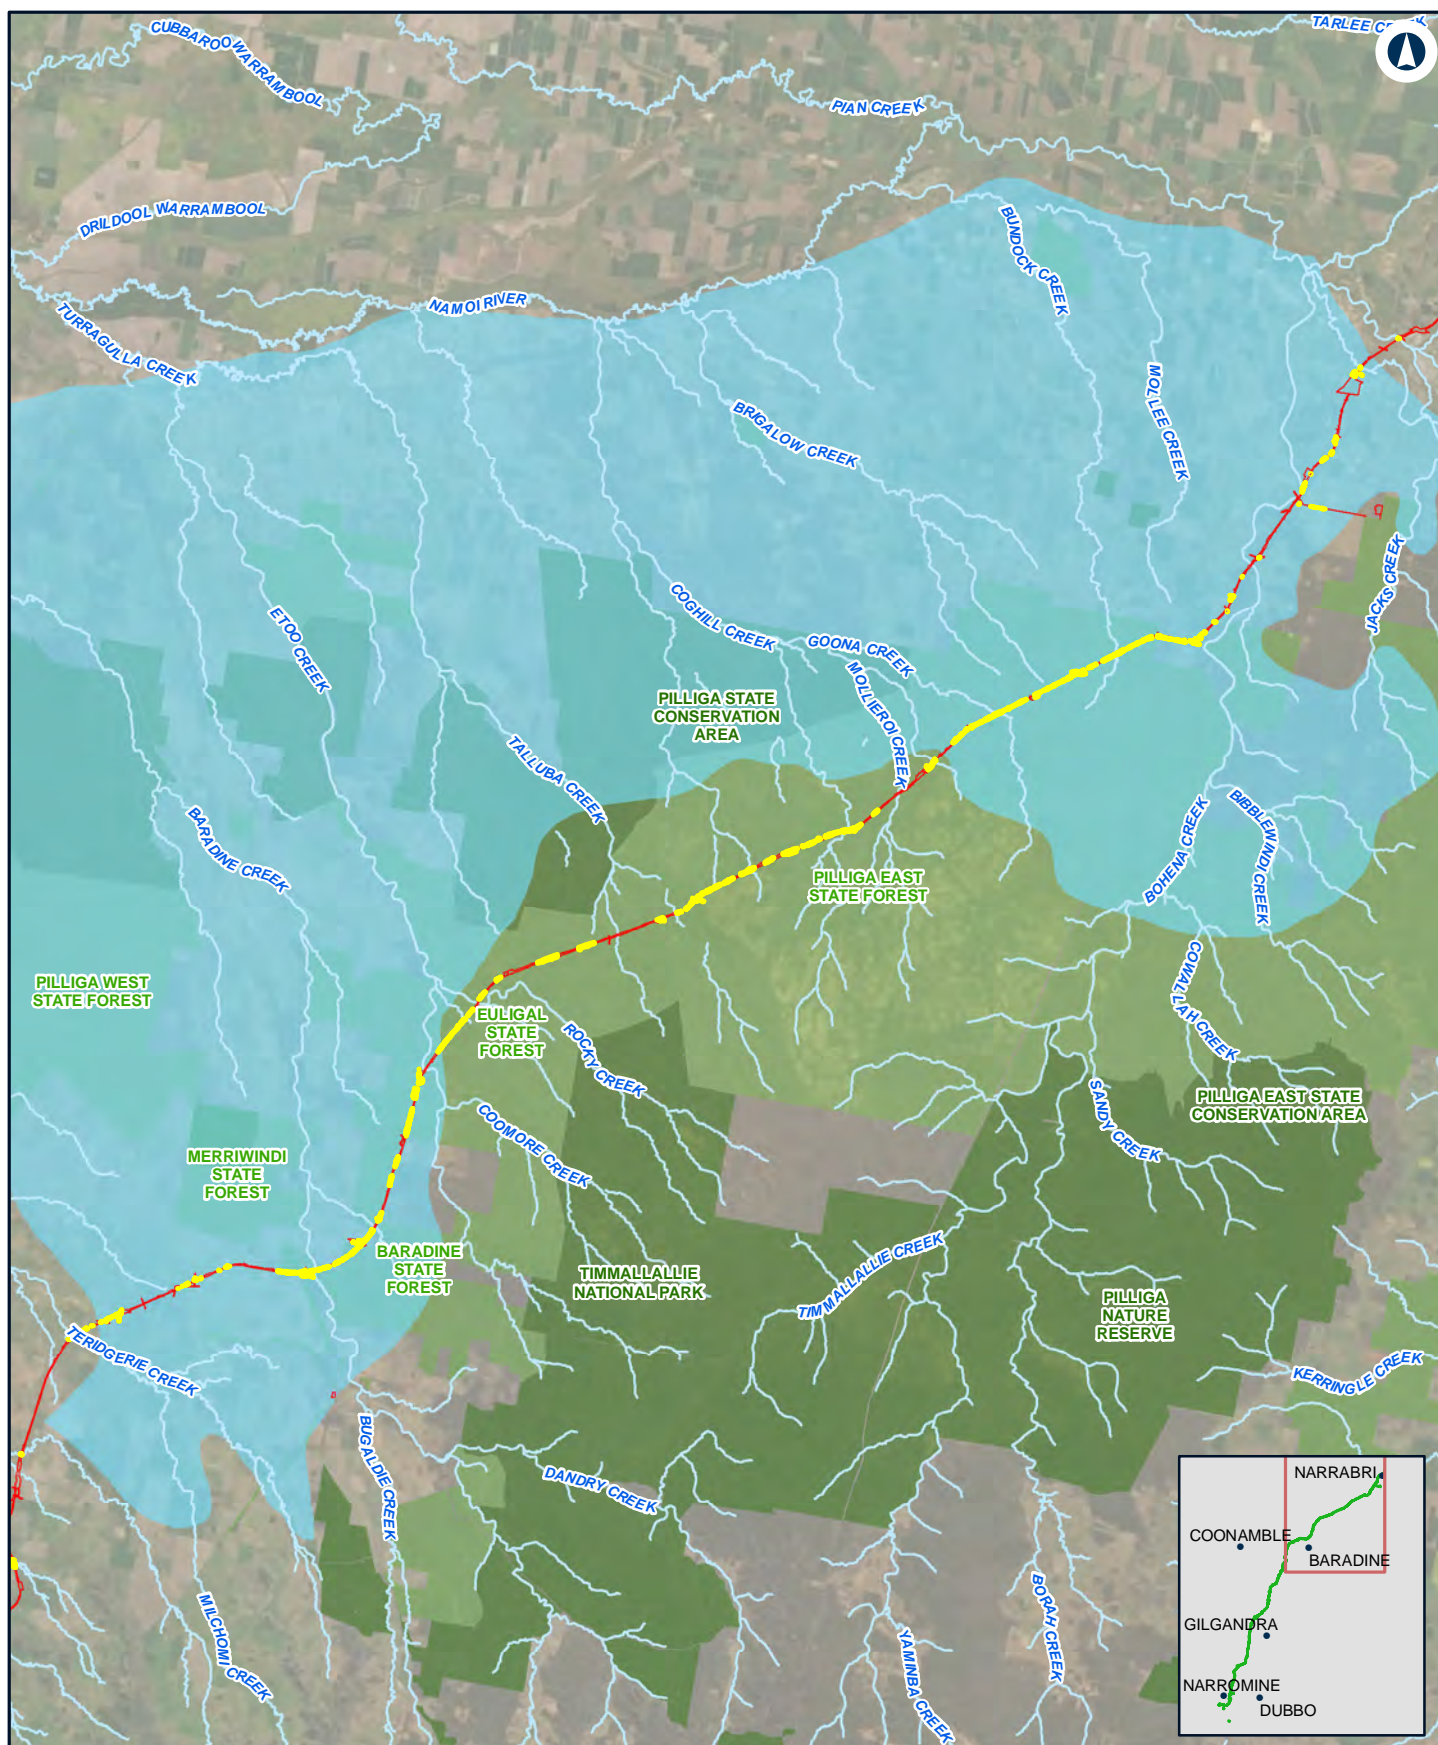 CUBBAROO WARRAMBOOL
TARLEE CREEK
PIAN CREEK
DRILDOOL WARRAMBOOL
BUNDOCK CREEK
NAMOI RIVER
TURRAGULLA CREEK
MOLLEE CREEK
BRIGALOW CREEK
JACKS CREEK
COGHILL CREEK
GOONA CREEK
ETOO CREEK
MOLLIEROI CREEK
PILLIGA STATE
CONSERVATION
AREA
TALLUBA CREEK
BARADINE CREEK
BOHENA CREEK
BIBBLEWINDI CREEK
PILLIGA EAST
STATE FOREST
COWALLAH CREEK
PILLIGA WEST
STATE FOREST
EULIGAL
STATE
FOREST
ROCKY CREEK
SANDY CREEK
PILLIGA EAST STATE
CONSERVATION AREA
COOMORE CREEK
MERRIWINDI
STATE
FOREST
BARADINE
STATE
FOREST
TIMMALLALLIE
NATIONAL PARK
TIMMALLALLIE CREEK
PILLIGA
NATURE
RESERVE
TERIDGERIE CREEK
KERRINGLE CREEK
BUGALDIE CREEK
DANDRY CREEK
MILCHOMI CREEK
YAMINBA CREEK
BORAH CREEK
NARRABRI
COONAMBLE
BARADINE
GILGANDRA
NARROMINE
DUBBO